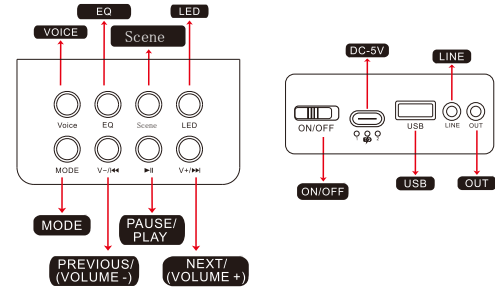 EQ
LED
VOICE
Scene
Voice
EQ
Scene
LED
MODE
V-/I◀◀
▶II
V+/▶▶I
MODE
PAUSE/
PLAY
PREVIOUS/
(VOLUME -)
NEXT/
(VOLUME +)
DC-5V
LINE
ON/OFF
USB
LINE
OUT
ON/OFF
USB
OUT